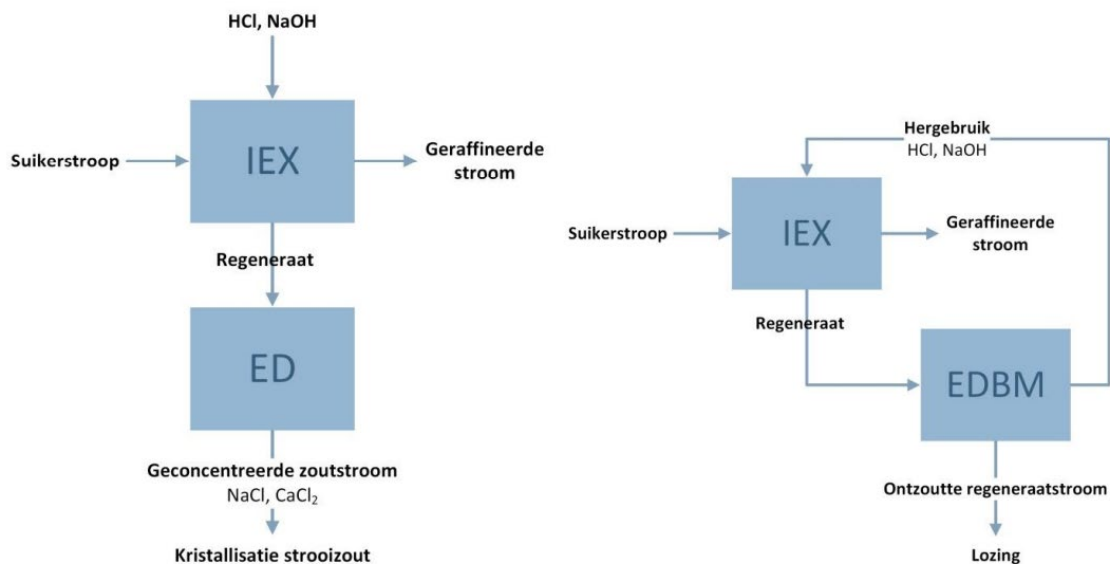 HCl, NaOH
Suikerstroop
IEX
Geraffineerde
stroom
Regeneraat
ED
Geconcentreerde zoutstroom
NaCl, CaCl₂
Kristallisatie strooizout
Hergebruik
HCl, NaOH
Suikerstroop
IEX
Geraffineerde
stroom
Regeneraat
EDBM
Ontzoutte regeneraatstroom
Lozing